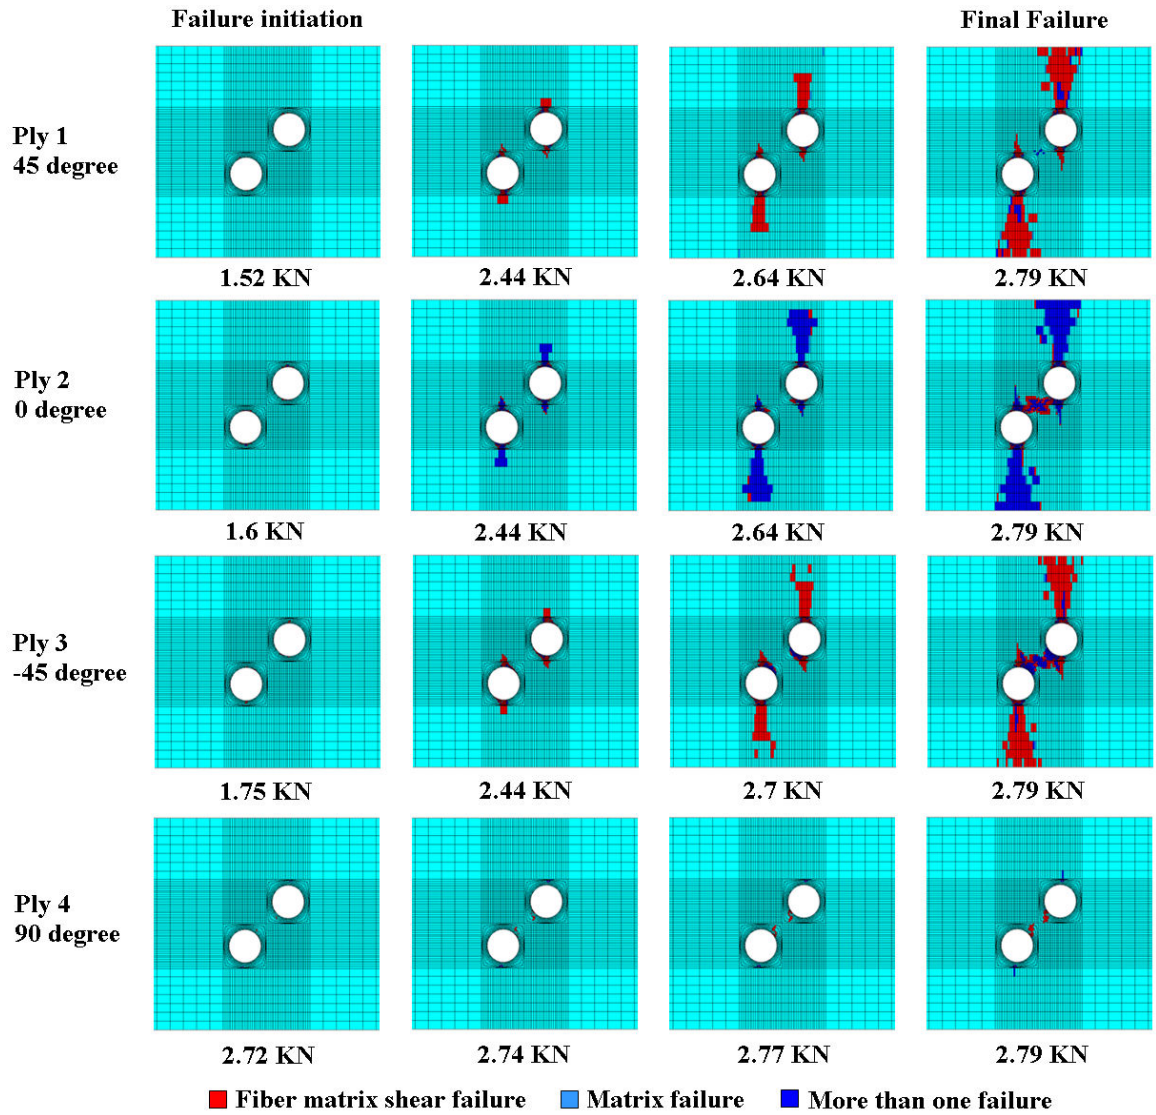 Failure initiation
Final Failure
Ply 1
45 degree
1.52 KN
2.44 KN
2.64 KN
2.79 KN
Ply 2
0 degree
1.6 KN
2.44 KN
2.64 KN
2.79 KN
Ply 3
-45 degree
1.75 KN
2.44 KN
2.7 KN
2.79 KN
Ply 4
90 degree
2.72 KN
2.74 KN
2.77 KN
2.79 KN
Fiber matrix shear failure
Matrix failure
More than one failure